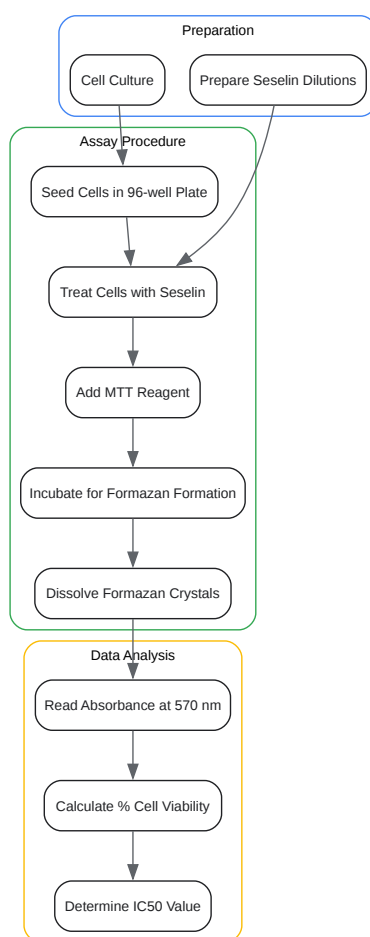 Preparation
Cell Culture
Prepare Seselin Dilutions
Assay Procedure
Seed Cells in 96-well Plate
Treat Cells with Seselin
Add MTT Reagent
Incubate for Formazan Formation
Dissolve Formazan Crystals
Data Analysis
Read Absorbance at 570 nm
Calculate % Cell Viability
Determine IC50 Value